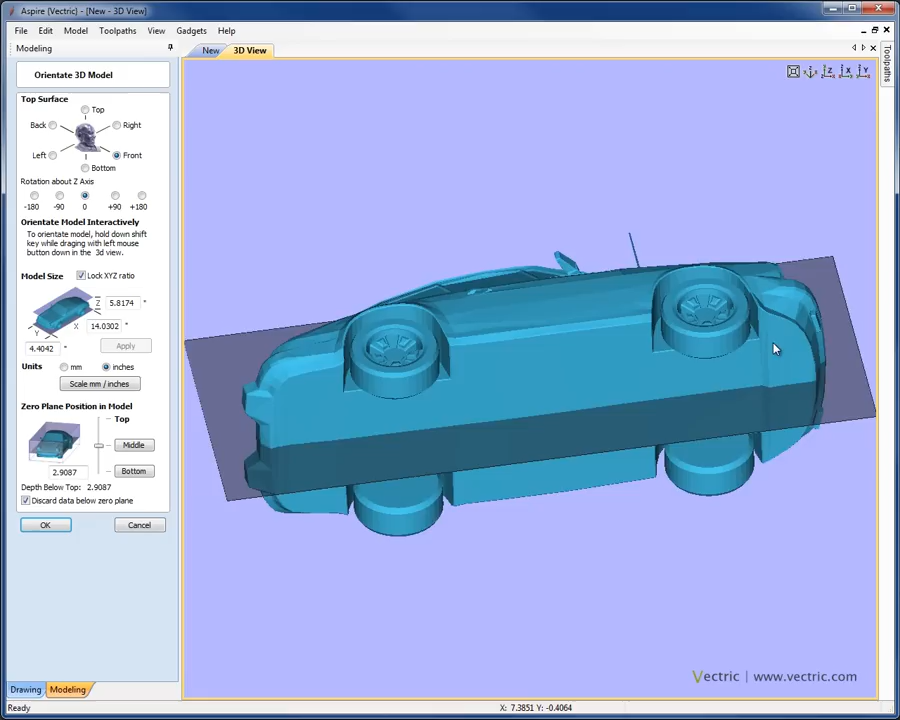 Aspire {Vectric} - [New - 3D View]
File Edit Model Toolpaths View Gadgets Help
Modeling
New 3D View
Toolpaths
Orientate 3D Model
Z X Y
Top Surface
Top
Back Right
Left Front
Bottom
Rotation about Z Axis
-180 -90 0 +90 +180
Orientate Model Interactively
To orientate model, hold down shift
key while draging with left mouse
button down in the 3d view.
Model Size Lock XYZ ratio
Z 5.8174 "
Y X 14.0302 "
4.4042 " Apply
Units mm inches
Scale mm / inches
Zero Plane Position in Model
Top
Middle
2.9087 Bottom
Depth Below Top: 2.9087
Discard data below zero plane
OK Cancel
Vectric | www.vectric.com
Drawing Modeling
Ready X: 7.3851 Y: -0.4064